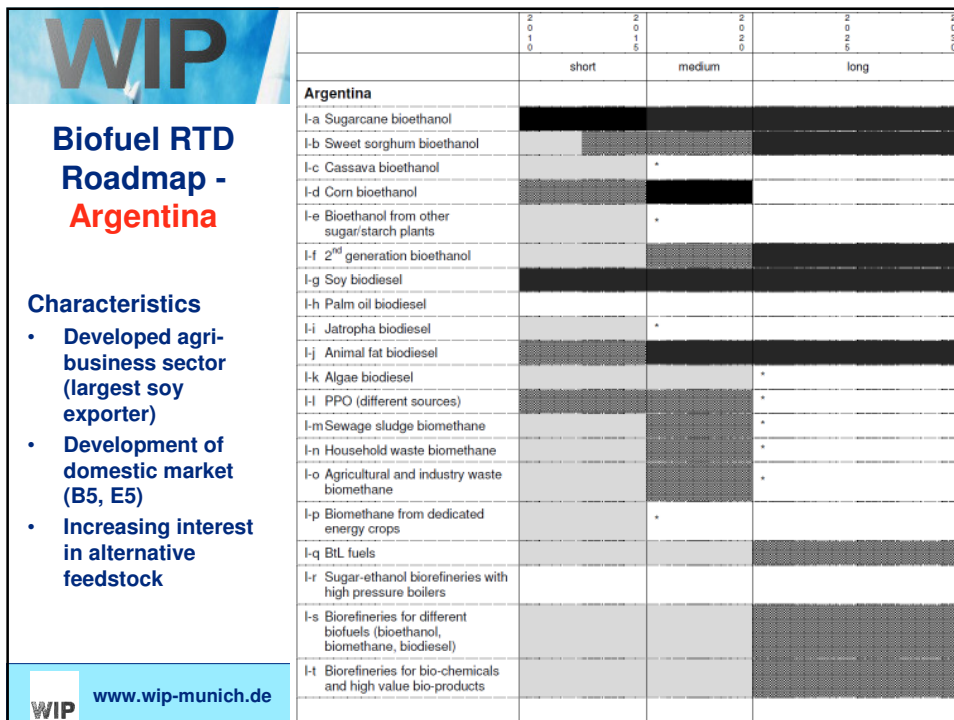 WIP
Biofuel RTD
Roadmap -
Argentina
Characteristics
• Developed agri-
business sector
(largest soy
exporter)
• Development of
domestic market
(B5, E5)
• Increasing interest
in alternative
feedstock
WIP
www.wip-munich.de
2010 2015 2020 2025 2030
short medium long
Argentina
I-a Sugarcane bioethanol
I-b Sweet sorghum bioethanol
I-c Cassava bioethanol *
I-d Corn bioethanol
I-e Bioethanol from other
sugar/starch plants *
I-f 2nd generation bioethanol
I-g Soy biodiesel
I-h Palm oil biodiesel
I-i Jatropha biodiesel *
I-j Animal fat biodiesel
I-k Algae biodiesel *
I-l PPO (different sources) *
I-m Sewage sludge biomethane *
I-n Household waste biomethane *
I-o Agricultural and industry waste
biomethane *
I-p Biomethane from dedicated
energy crops *
I-q BtL fuels
I-r Sugar-ethanol biorefineries with
high pressure boilers
I-s Biorefineries for different
biofuels (bioethanol,
biomethane, biodiesel)
I-t Biorefineries for bio-chemicals
and high value bio-products